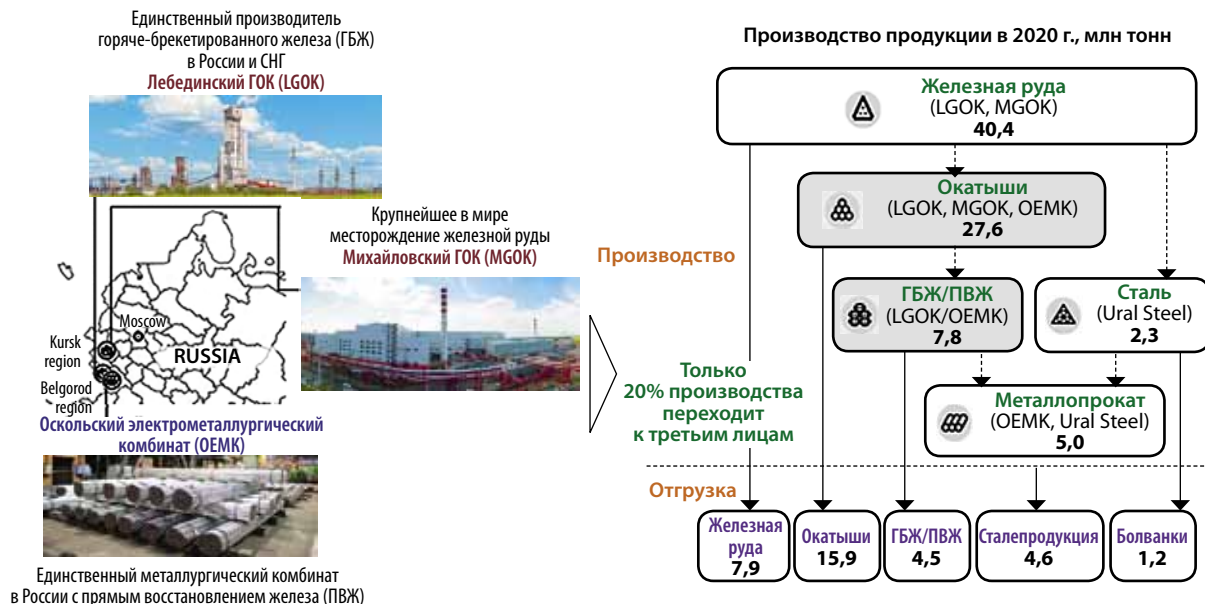 Единственный производитель
горяче-брекетированного железа (ГБЖ)
в России и СНГ
Лебединский ГОК (LGOK)
Крупнейшее в мире
месторождение железной руды
Михайловский ГОК (MGOK)
Moscow
Kursk
region
RUSSIA
Belgorod
region
Оскольский электрометаллургический
комбинат (OEMK)
Единственный металлургический комбинат
в России с прямым восстановлением железа (ПВЖ)
Производство продукции в 2020 г., млн тонн
Железная руда
(LGOK, MGOK)
40,4
Окатыши
(LGOK, MGOK, OEMK)
27,6
Производство
ГБЖ/ПВЖ
(LGOK/OEMK)
7,8
Сталь
(Ural Steel)
2,3
Только
20% производства
переходит
к третьим лицам
Металлопрокат
(OEMK, Ural Steel)
5,0
Отгрузка
Железная
руда
7,9
Окатыши
15,9
ГБЖ/ПВЖ
4,5
Сталепродукция
4,6
Болванки
1,2